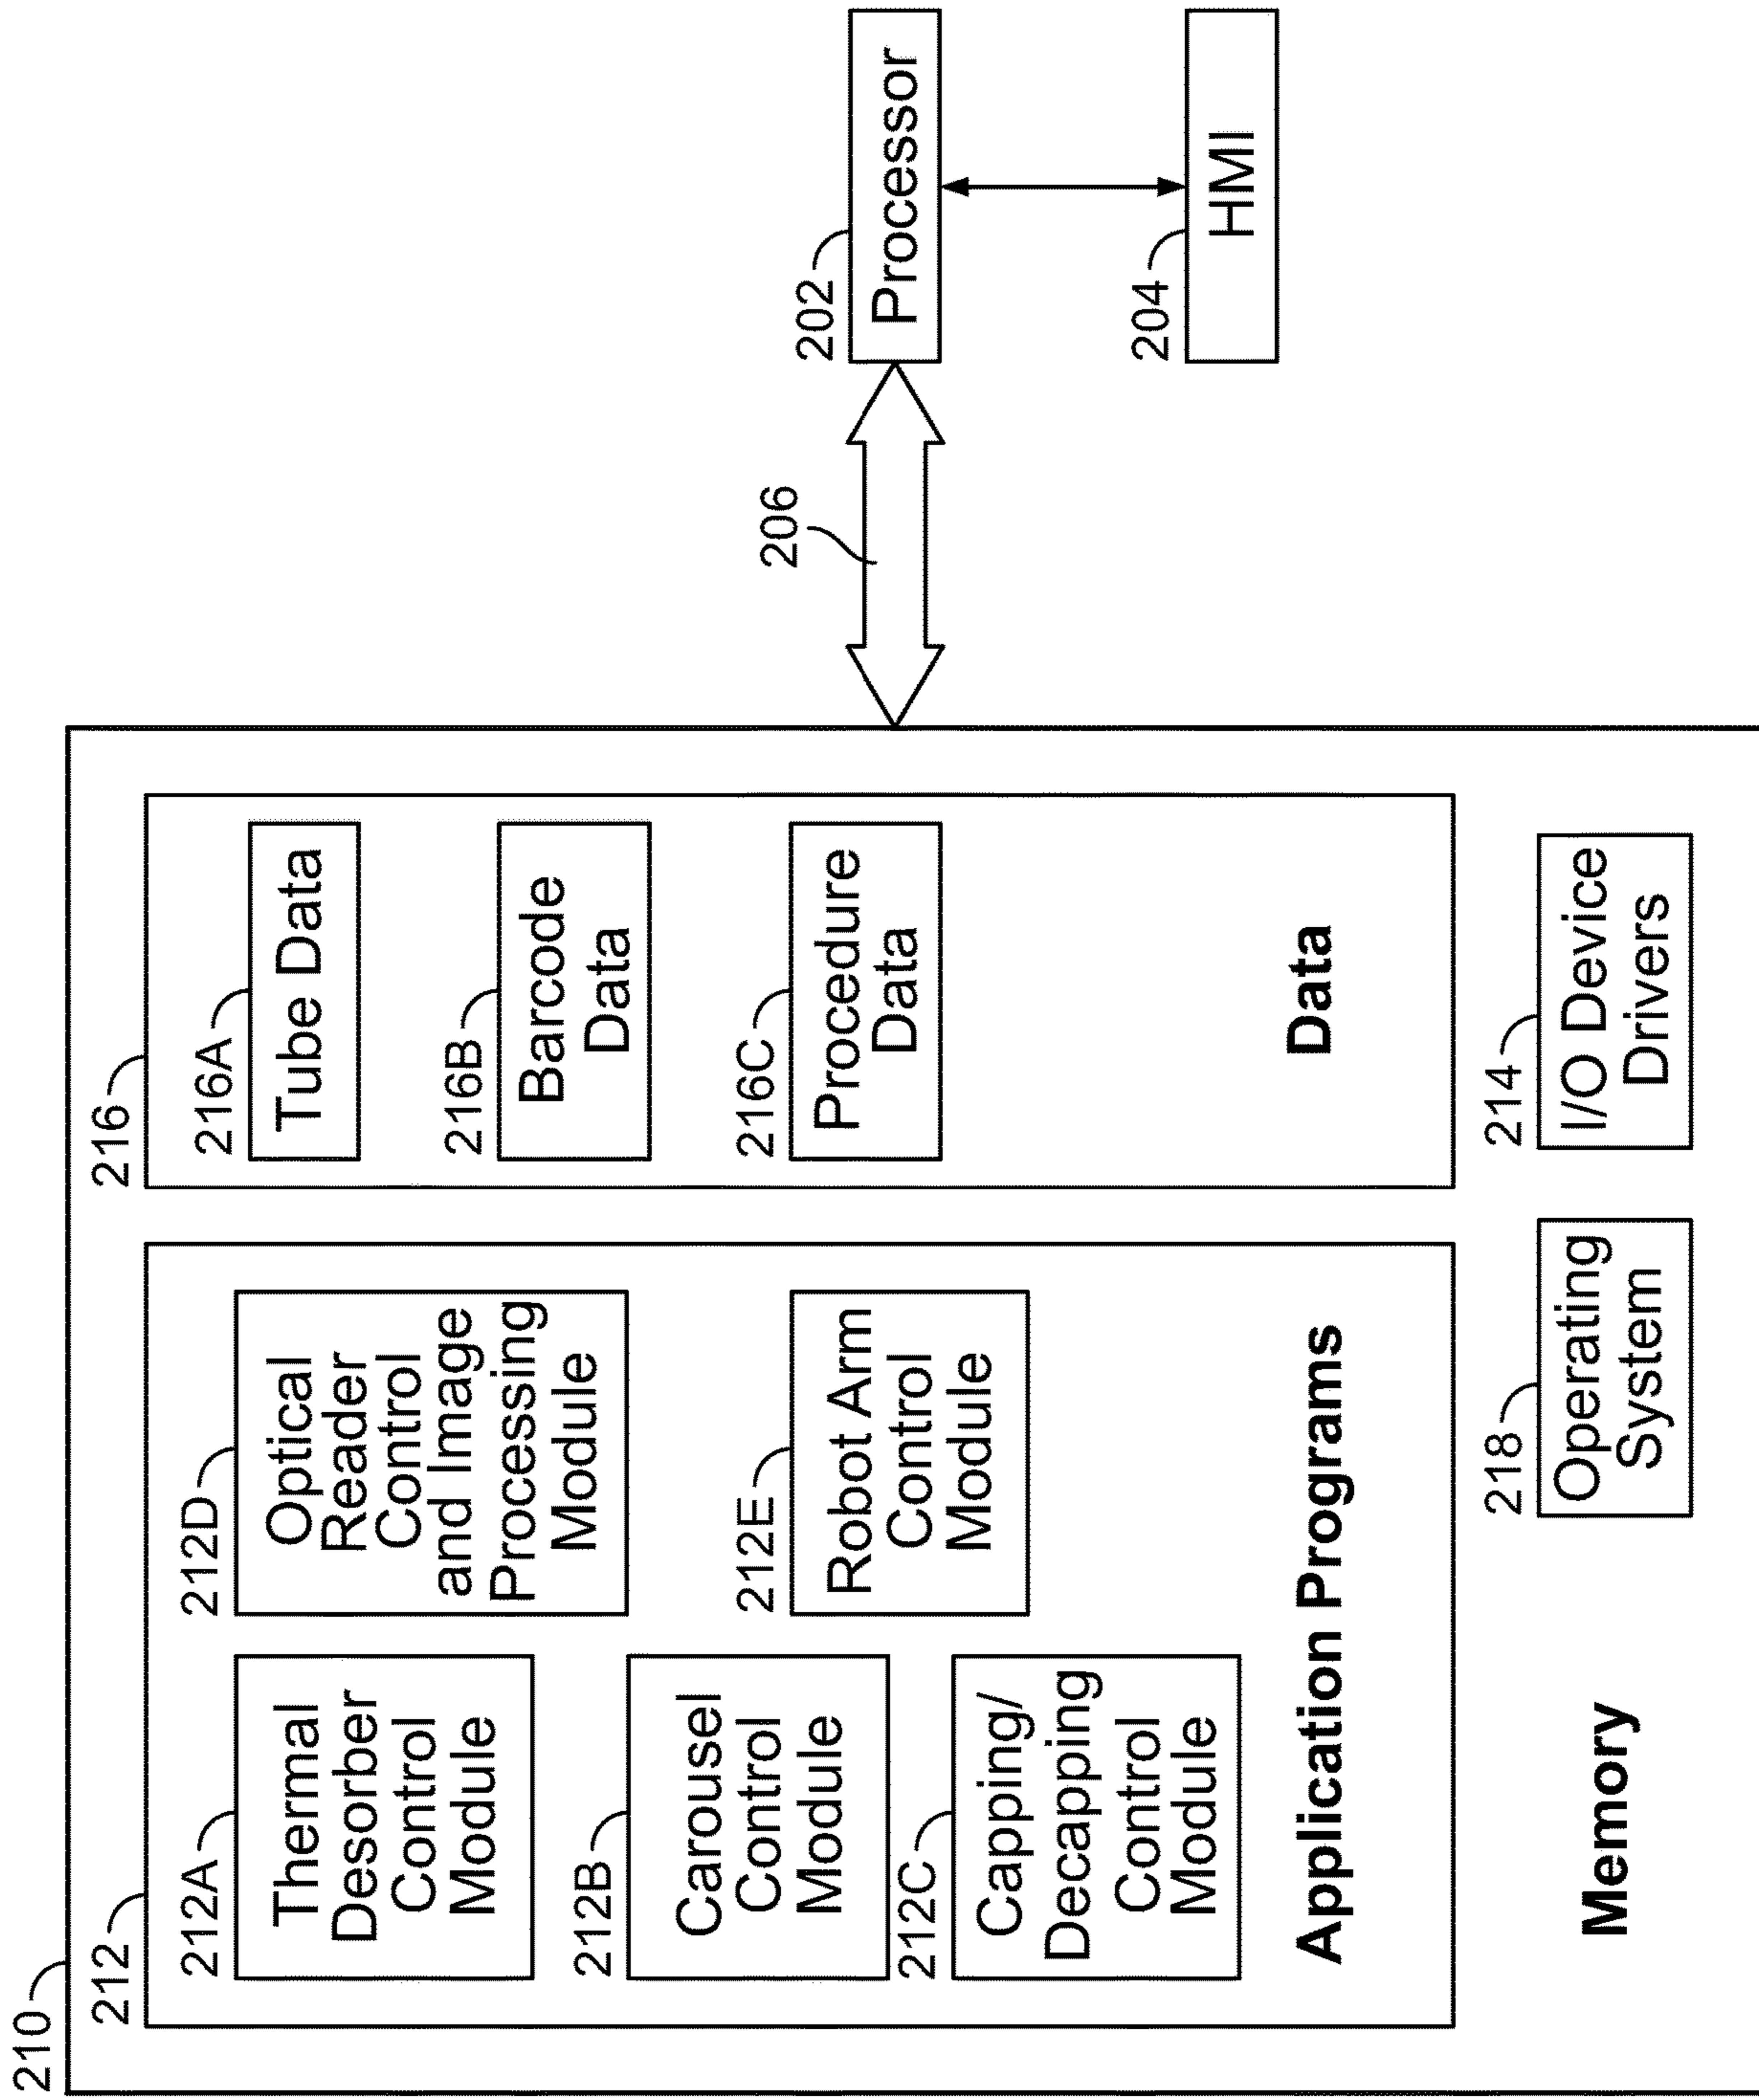 210
212
212A
Thermal
Desorber
Control
Module
212B
Carousel
Control
Module
212C
Capping/
Decapping
Control
Module
212D
Optical
Reader
Control
and Image
Processing
Module
212E
Robot Arm
Control
Module
Application Programs
216
216A
Tube Data
216B
Barcode
Data
216C
Procedure
Data
Data
Memory
218
Operating
System
214
I/O Device
Drivers
206
202
Processor
204
HMI